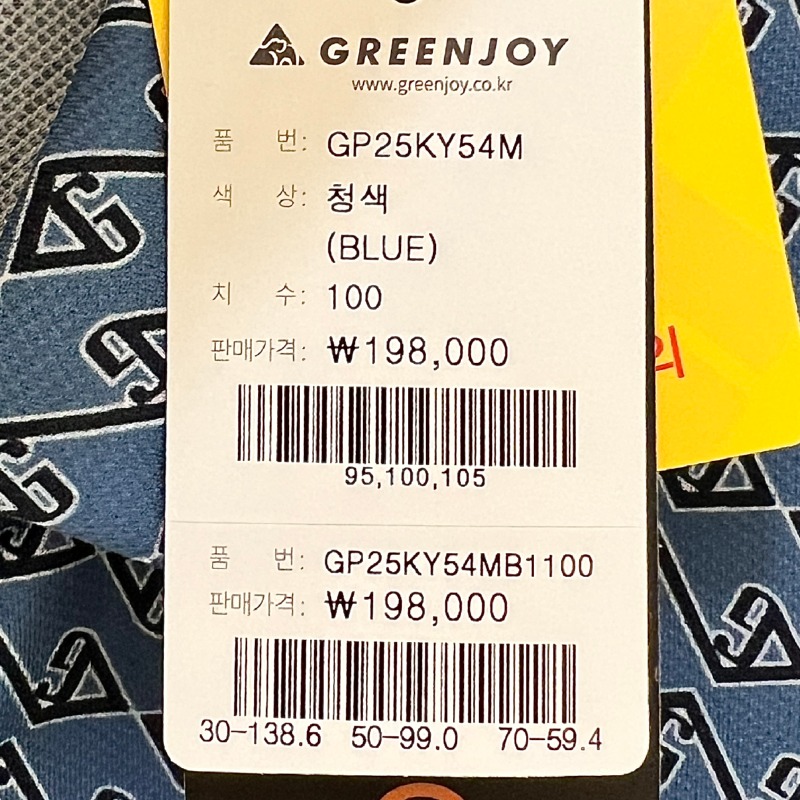 GREENJOY
www.greenjoy.co.kr
품 번: GP25KY54M
색 상: 청색
(BLUE)
치 수: 100
판매가격: ₩198,000
95,100,105
품 번: GP25KY54MB1100
판매가격: ₩198,000
30-138.6 50-99.0 70-59.4
의